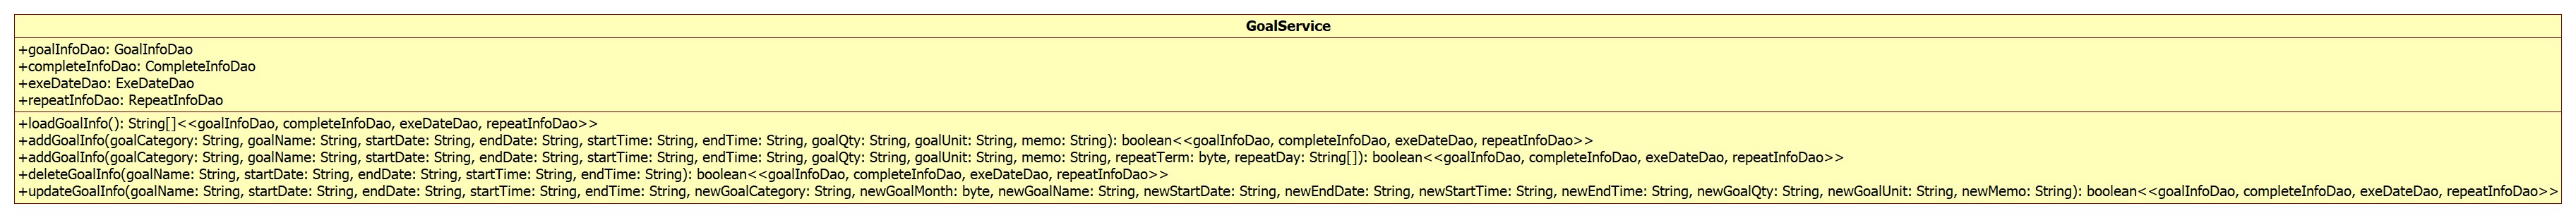 GoalService
+goalInfoDao: GoalInfoDao
+completeInfoDao: CompleteInfoDao
+exeDateDao: ExeDateDao
+repeatInfoDao: RepeatInfoDao
+loadGoalInfo(): String[]<<goalInfoDao, completeInfoDao, exeDateDao, repeatInfoDao>>
+addGoalInfo(goalCategory: String, goalName: String, startDate: String, endDate: String, startTime: String, endTime: String, goalQty: String, goalUnit: String, memo: String): boolean<<goalInfoDao, completeInfoDao, exeDateDao, repeatInfoDao>>
+addGoalInfo(goalCategory: String, goalName: String, startDate: String, endDate: String, startTime: String, endTime: String, goalQty: String, goalUnit: String, memo: String, repeatTerm: byte, repeatDay: String[]): boolean<<goalInfoDao, completeInfoDao, exeDateDao, repeatInfoDao>>
+deleteGoalInfo(goalName: String, startDate: String, endDate: String, startTime: String, endTime: String): boolean<<goalInfoDao, completeInfoDao, exeDateDao, repeatInfoDao>>
+updateGoalInfo(goalName: String, startDate: String, endDate: String, startTime: String, endTime: String, newGoalCategory: String, newGoalMonth: byte, newGoalName: String, newStartDate: String, newEndDate: String, newStartTime: String, newEndTime: String, newGoalQty: String, newGoalUnit: String, newMemo: String): boolean<<goalInfoDao, completeInfoDao, exeDateDao, repeatInfoDao>>